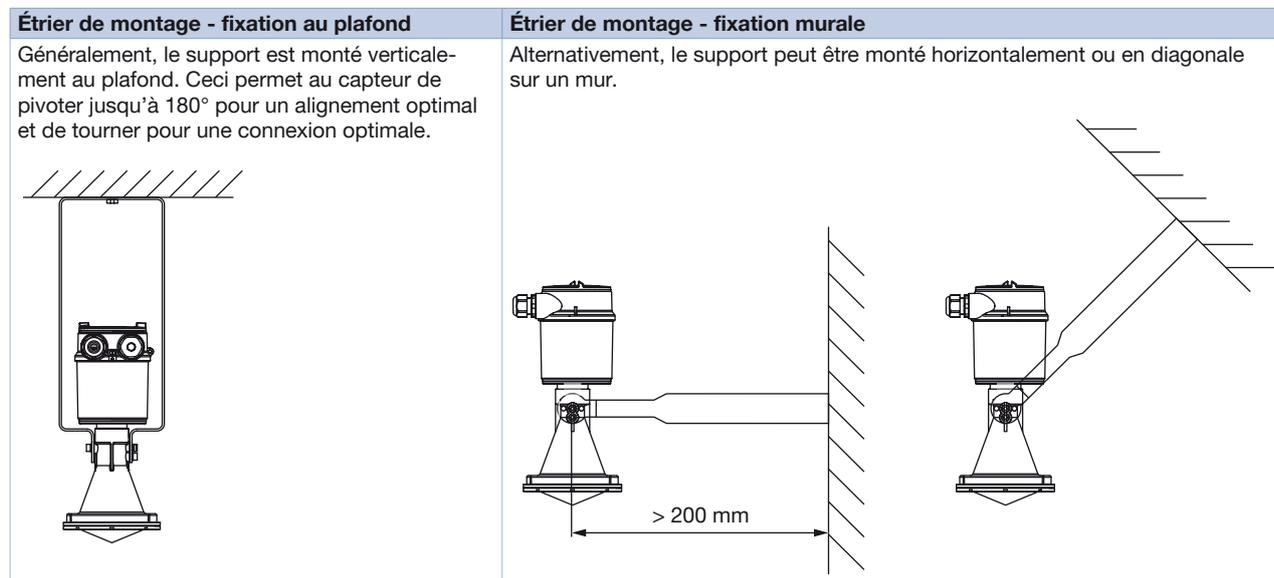 Étrier de montage - fixation au plafond
Généralement, le support est monté verticale-
ment au plafond. Ceci permet au capteur de
pivoter jusqu'à 180° pour un alignement optimal
et de tourner pour une connexion optimale.
Étrier de montage - fixation murale
Alternativement, le support peut être monté horizontalement ou en diagonale
sur un mur.
> 200 mm